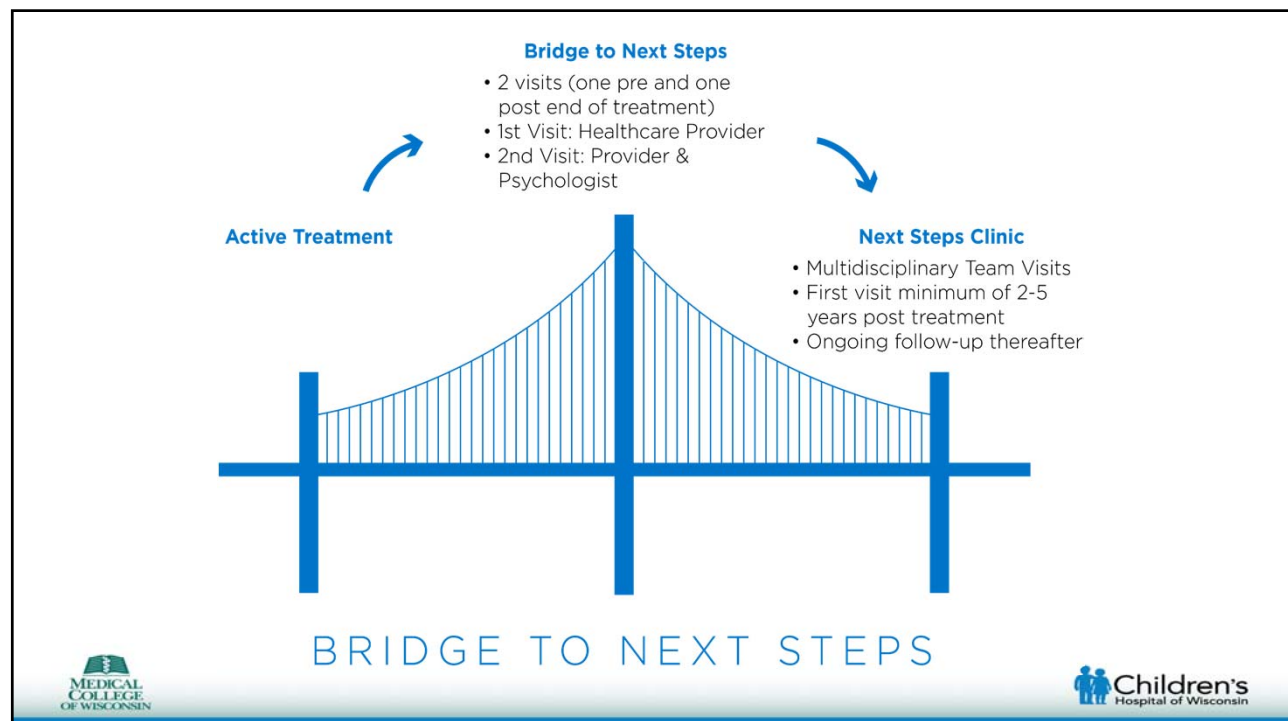 Bridge to Next Steps
• 2 visits (one pre and one
post end of treatment)
• 1st Visit: Healthcare Provider
• 2nd Visit: Provider &
Psychologist
Active Treatment
Next Steps Clinic
• Multidisciplinary Team Visits
• First visit minimum of 2-5
years post treatment
• Ongoing follow-up thereafter
BRIDGE TO NEXT STEPS
MEDICAL
COLLEGE
OF WISCONSIN
Children's
Hospital of Wisconsin